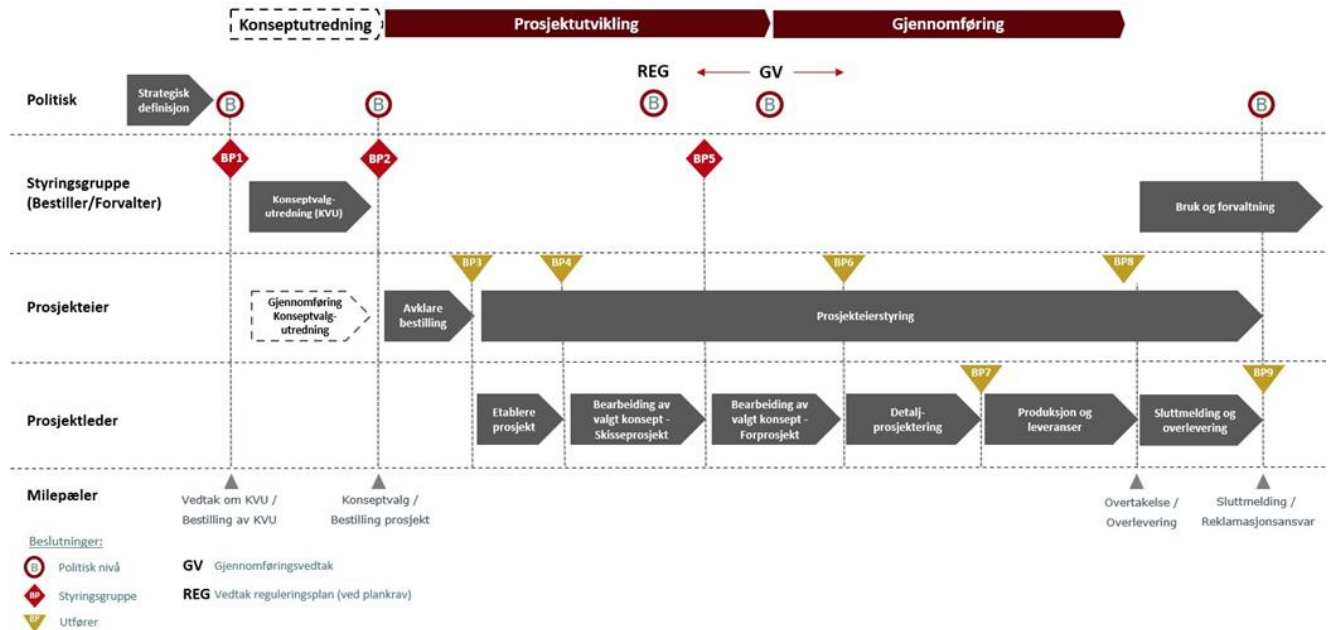 Konseptutredning
Prosjektutvikling
Gjennomføring
REG
GV
Politisk
Strategisk
definisjon
B
B
B
B
B
BP1
BP2
BP5
Styringsgruppe
(Bestiller/Forvalter)
Konseptvalg-
utredning (KVU)
Bruk og forvaltning
BP3
BP4
BP6
BP8
Prosjekteier
Gjennomføring
Konseptvalg-
utredning
Avklare
bestilling
Prosjekteierstyring
BP7
BP9
Prosjektleder
Etablere
prosjekt
Bearbeiding av
valgt konsept -
Skisseprosjekt
Bearbeiding av
valgt konsept -
Forprosjekt
Detalj-
prosjektering
Produksjon og
leveranser
Sluttmelding og
overlevering
Milepæler
Vedtak om KVU /
Bestilling av KVU
Konseptvalg /
Bestilling prosjekt
Overtakelse /
Overlevering
Sluttmelding /
Reklamasjonsansvar
Beslutninger:
B Politisk nivå
GV Gjennomføringsvedtak
BP Styringsgruppe
REG Vedtak reguleringsplan (ved plankrav)
BP Utfører